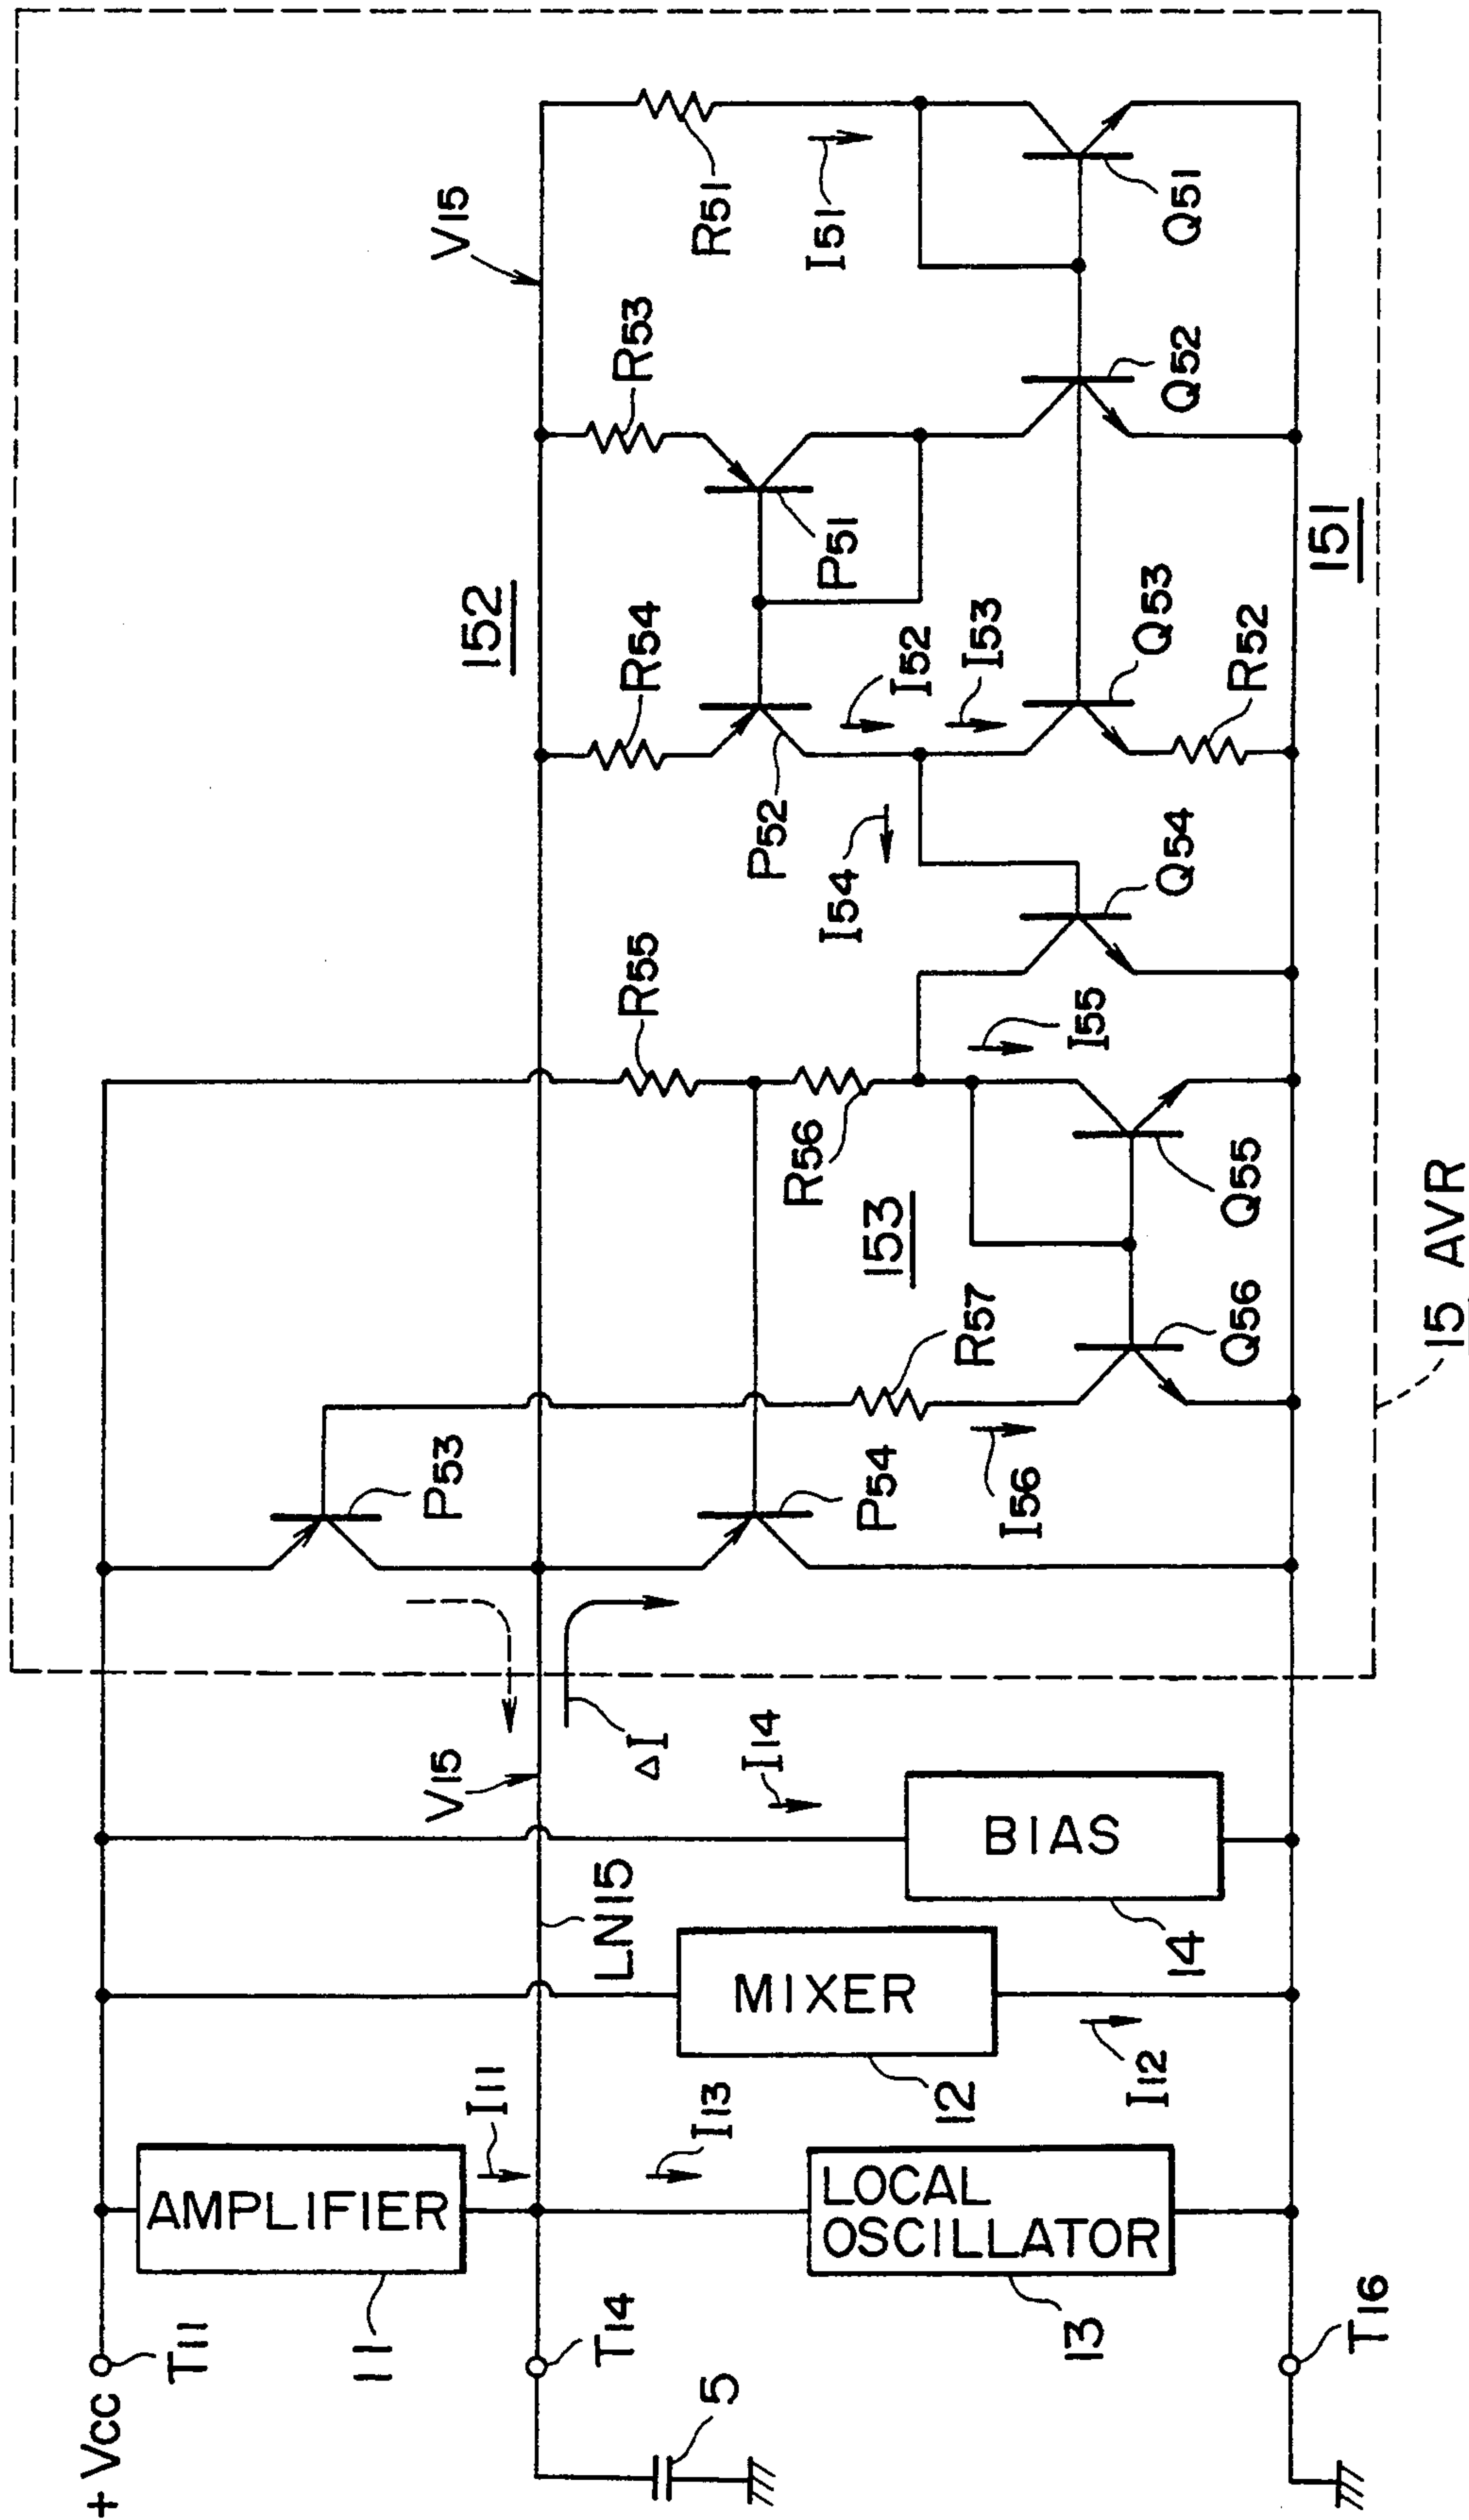 + VCC
T11
11
AMPLIFIER
I11
T14
5
I13
LOCAL
OSCILLATOR
13
T16
LN15
MIXER
12
I12
V15
ΔI
I14
BIAS
14
P53
P54
I56
R57
Q56
153
R55
R56
I55
Q55
15 AVR
I54
Q54
P52
R54
152
I52
I53
Q53
R52
151
P51
R53
Q52
V15
R51
I51
Q51